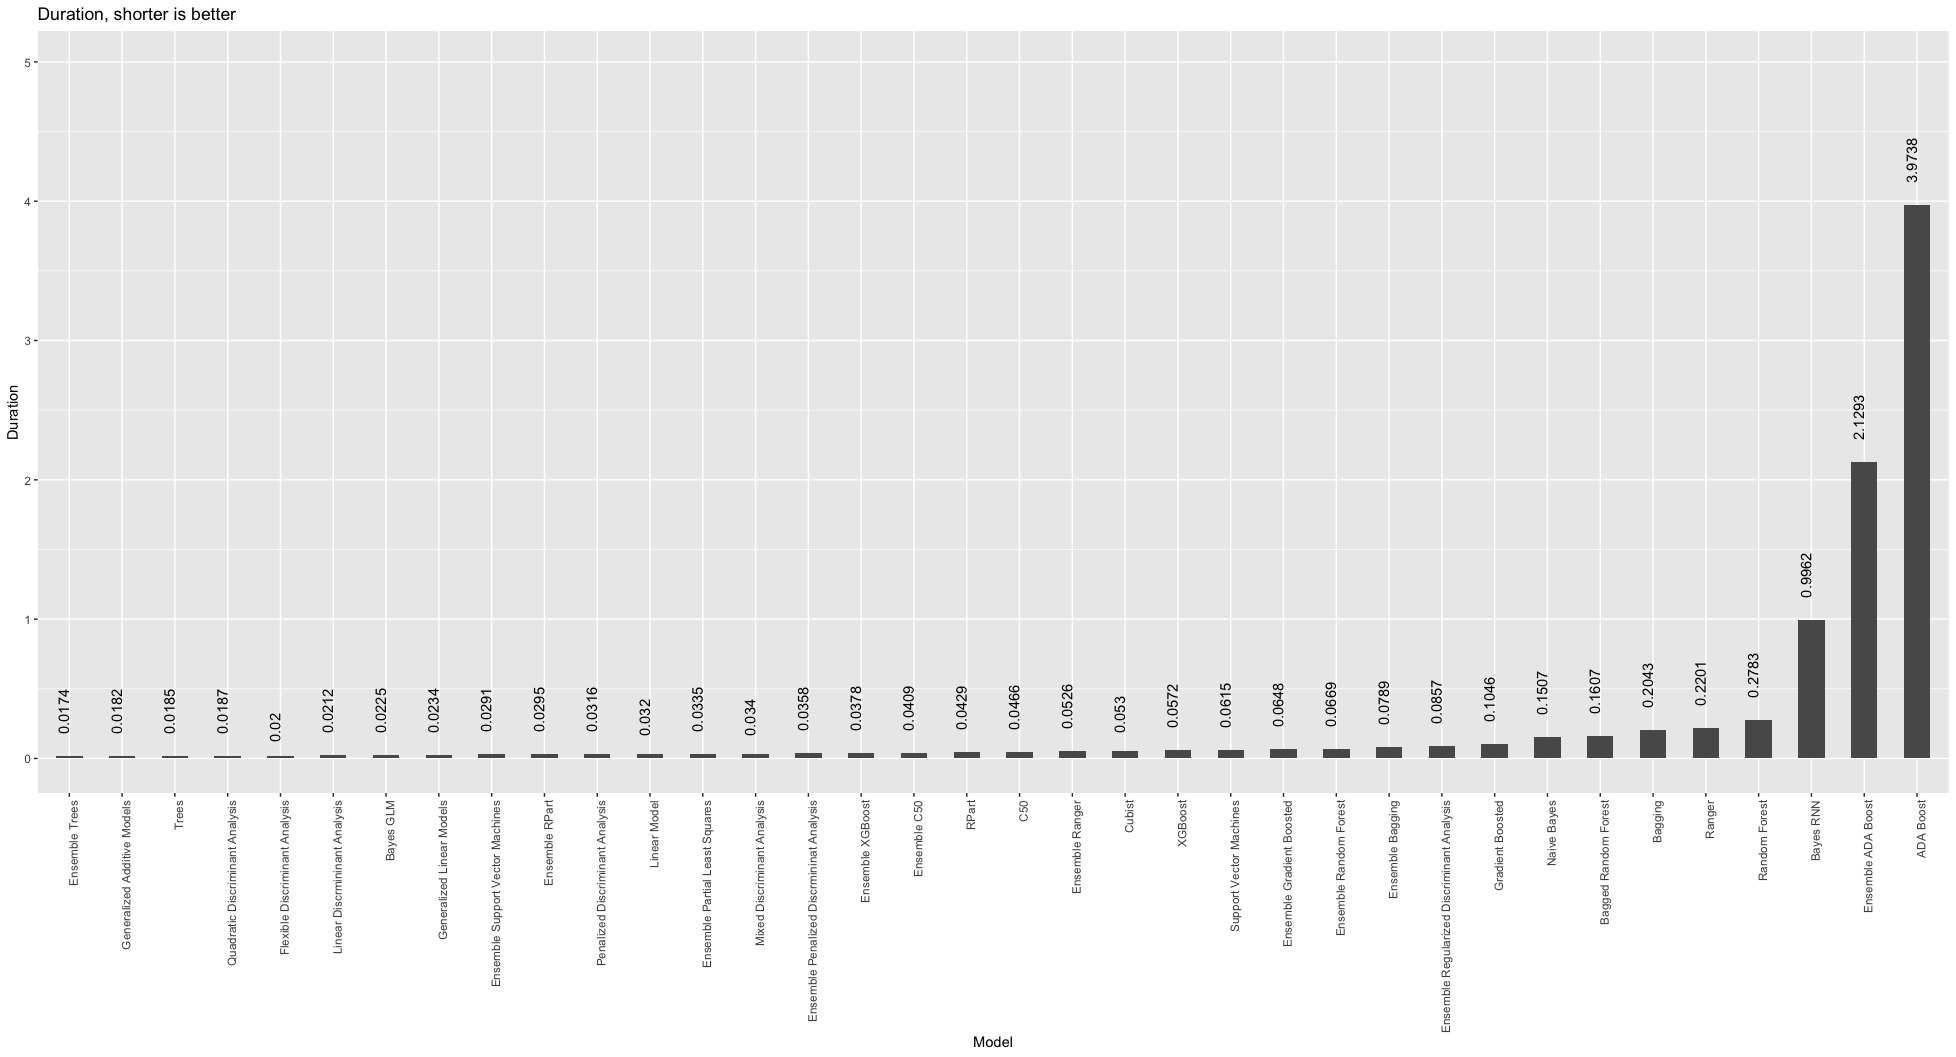 Duration, shorter is better
Duration
5
4
3
2
1
0
0.0174
0.0182
0.0185
0.0187
0.02
0.0212
0.0225
0.0234
0.0291
0.0295
0.0316
0.032
0.0335
0.034
0.0358
0.0378
0.0409
0.0429
0.0466
0.0526
0.053
0.0572
0.0615
0.0648
0.0669
0.0789
0.0857
0.1046
0.1507
0.1607
0.2043
0.2201
0.2783
0.9962
2.1293
3.9738
Ensemble Trees
Generalized Additive Models
Trees
Quadratic Discriminant Analysis
Flexible Discriminant Analysis
Linear Discrmininant Analysis
Bayes GLM
Generalized Linear Models
Ensemble Support Vector Machines
Ensemble RPart
Penalized Discriminant Analysis
Linear Model
Ensemble Partial Least Squares
Mixed Discriminant Analysis
Ensemble Penalized Discrmininat Analysis
Ensemble XGBoost
Ensemble C50
RPart
C50
Ensemble Ranger
Cubist
XGBoost
Support Vector Machines
Ensemble Gradient Boosted
Ensemble Random Forest
Ensemble Bagging
Ensemble Regularized Discriminant Analysis
Gradient Boosted
Naive Bayes
Bagged Random Forest
Bagging
Ranger
Random Forest
Bayes RNN
Ensemble ADA Boost
ADA Boost
Model